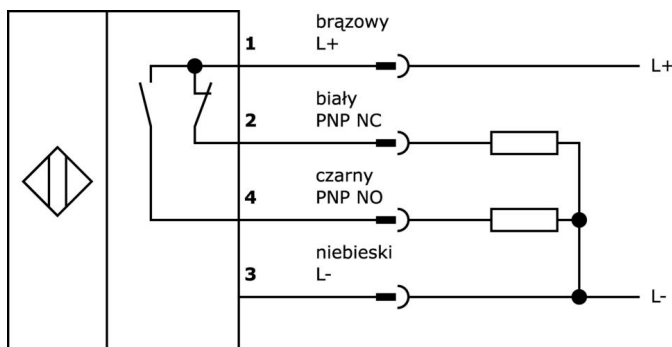 brązowy
1 L+ L+
biały
2 PNP NC
czarny
4 PNP NO
niebieski
3 L- L-